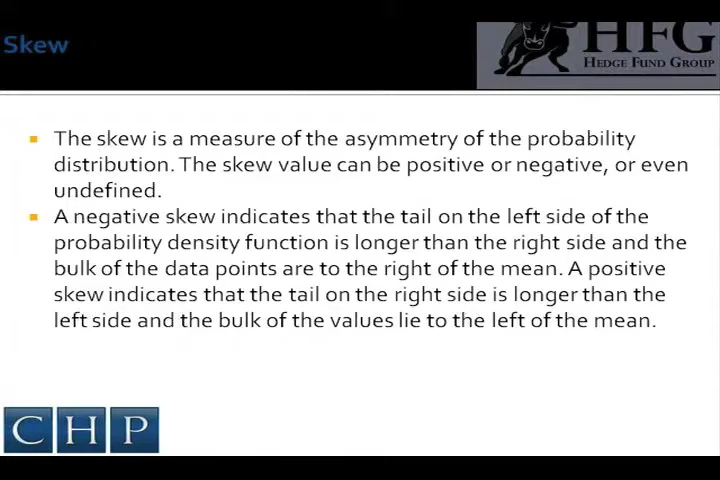 Skew
HFG
HEDGE FUND GROUP
The skew is a measure of the asymmetry of the probability
distribution. The skew value can be positive or negative, or even
undefined.
A negative skew indicates that the tail on the left side of the
probability density function is longer than the right side and the
bulk of the data points are to the right of the mean. A positive
skew indicates that the tail on the right side is longer than the
left side and the bulk of the values lie to the left of the mean.
CHP